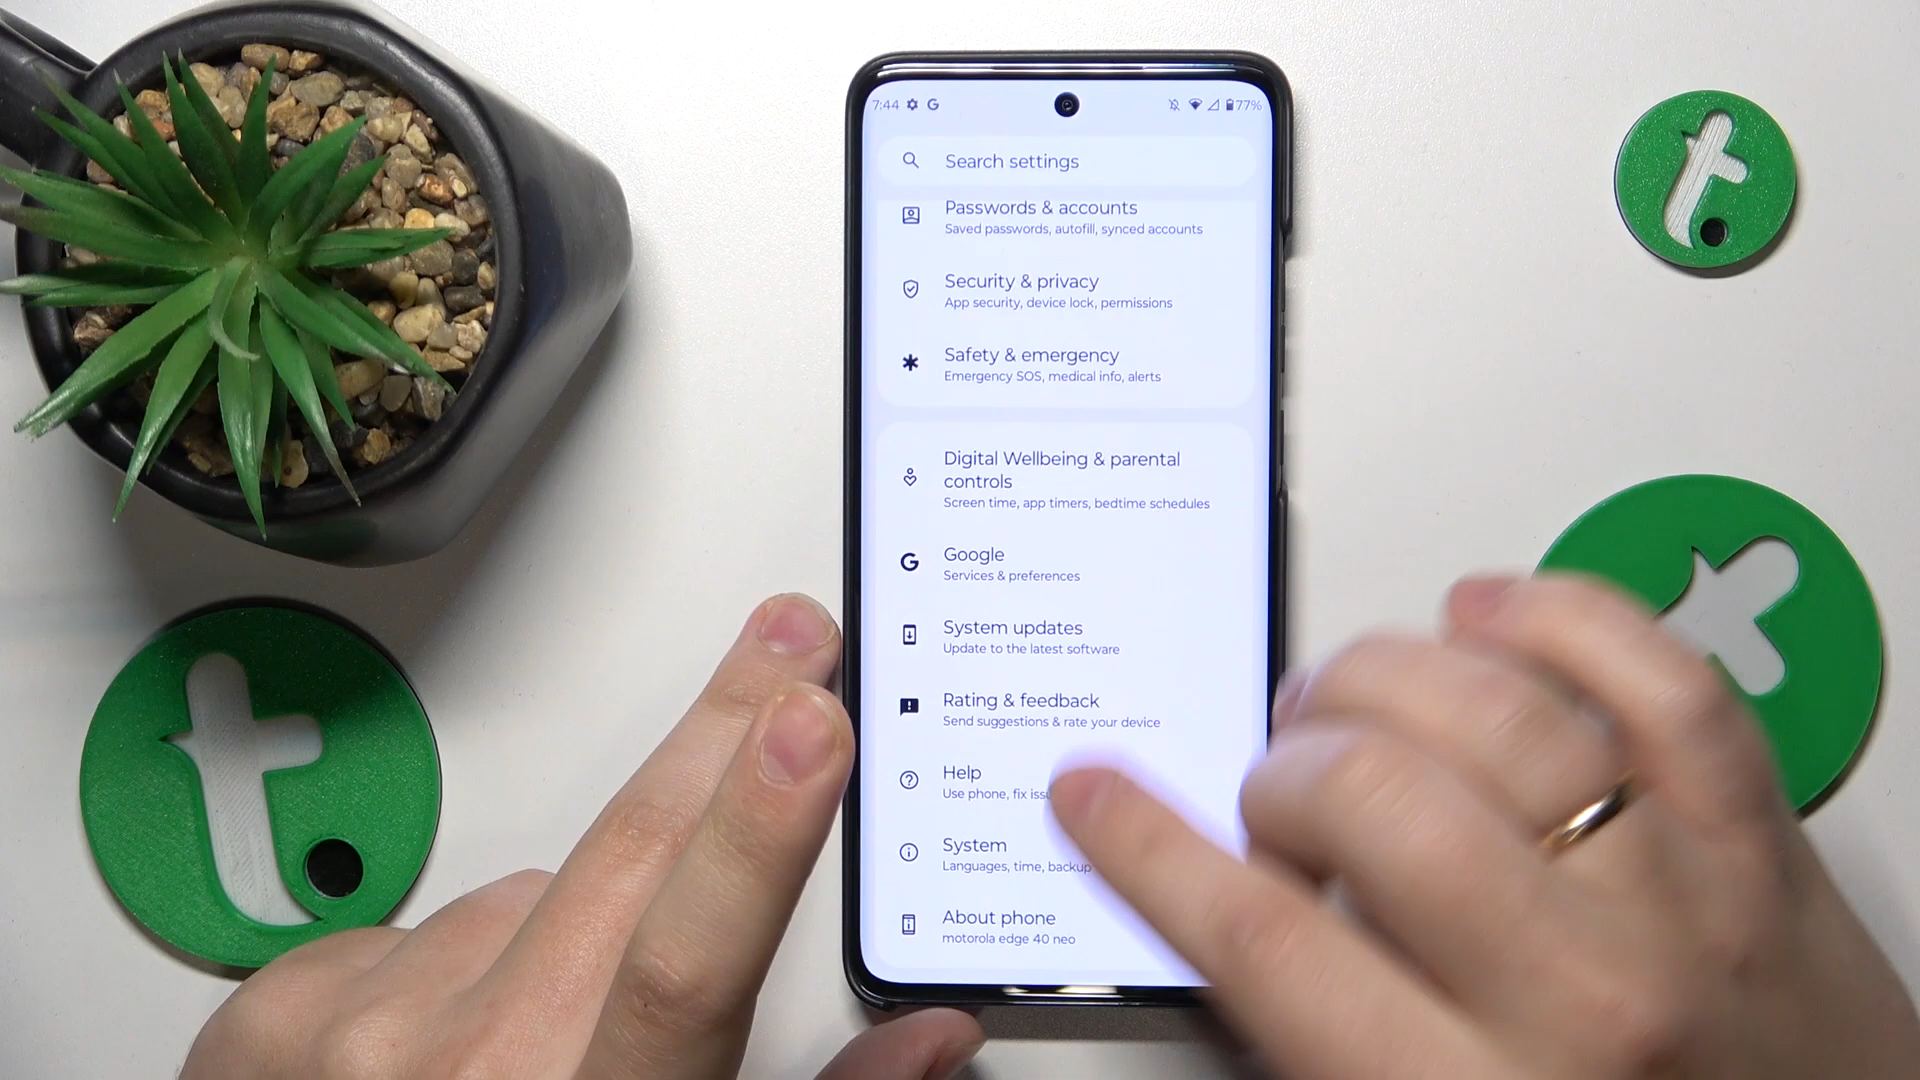 7:44 G 77%
Search settings
Passwords & accounts
Saved passwords, autofill, synced accounts
Security & privacy
App security, device lock, permissions
Safety & emergency
Emergency SOS, medical info, alerts
Digital Wellbeing & parental
controls
Screen time, app timers, bedtime schedules
G Google
Services & preferences
System updates
Update to the latest software
Rating & feedback
Send suggestions & rate your device
Help
Use phone, fix
System
Languages, time, backup
About phone
motorola edge 40 neo